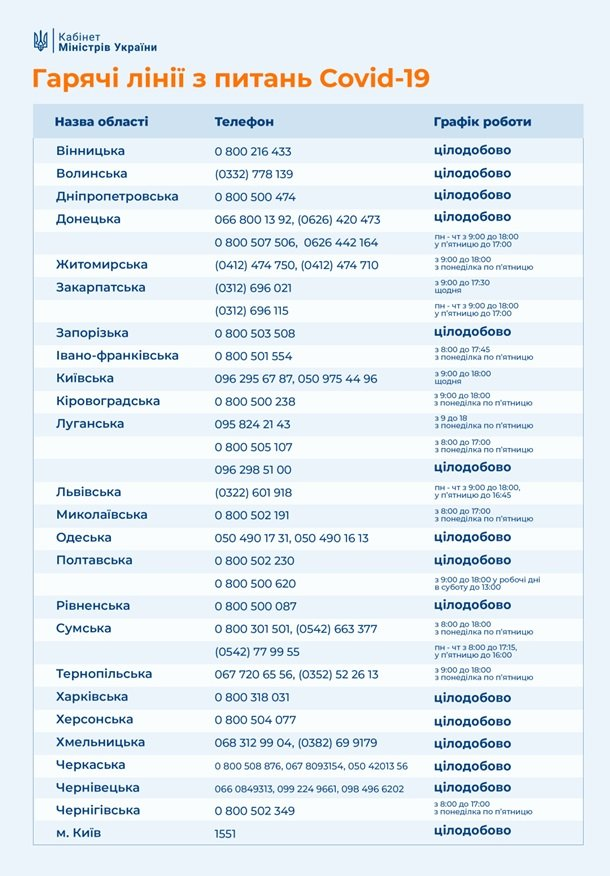 Кабінет
Міністрів України
Гарячі лінії з питань Covid-19
Назва області Телефон Графік роботи
Вінницька 0 800 216 433 цілодобово
Волинська (0332) 778 139 цілодобово
Дніпропетровська 0 800 500 474 цілодобово
Донецька 066 800 13 92, (0626) 420 473 цілодобово
0 800 507 506, 0626 442 164 пн - чт з 9:00 до 18:00
у п'ятницю до 17:00
Житомирська (0412) 474 750, (0412) 474 710 з 9:00 до 18:00
з понеділка по п'ятницю
Закарпатська (0312) 696 021 з 9:00 до 17:30
щодня
(0312) 696 115 пн - чт з 9:00 до 18:00
у п'ятницю до 17:00
Запорізька 0 800 503 508 цілодобово
Івано-франківська 0 800 501 554 з 8:00 до 17:45
з понеділка по п'ятницю
Київська 096 295 67 87, 050 975 44 96 з 9:00 до 18:00
щодня
Кіровоградська 0 800 500 238 з 9:00 до 18:00
з понеділка по п'ятницю
Луганська 095 824 21 43 з 9 до 18
з понеділка по п'ятницю
0 800 505 107 з 8:00 до 17:00
з понеділка по п'ятницю
096 298 51 00 цілодобово
Львівська (0322) 601 918 пн - чт з 9:00 до 18:00,
у п'ятницю до 16:45
Миколаївська 0 800 502 191 з 8:00 до 17:00
з понеділка по п'ятницю
Одеська 050 490 17 31, 050 490 16 13 цілодобово
Полтавська 0 800 502 230 цілодобово
0 800 500 620 з 9:00 до 18:00 у робочі дні
в суботу до 13:00
Рівненська 0 800 500 087 цілодобово
Сумська 0 800 301 501, (0542) 663 377 з 8:00 до 18:00
з понеділка по п'ятницю
(0542) 77 99 55 пн - чт з 8:00 до 17:15,
у п'ятницю до 16:00
Тернопільська 067 720 65 56, (0352) 52 26 13 з 9:00 до 18:00
з понеділка по п'ятницю
Харківська 0 800 318 031 цілодобово
Херсонська 0 800 504 077 цілодобово
Хмельницька 068 312 99 04, (0382) 69 9179 цілодобово
Черкаська 0 800 508 876, 067 8093154, 050 42013 56 цілодобово
Чернівецька 066 0849313, 099 224 9661, 098 496 6202 цілодобово
Чернігівська 0 800 502 349 з 8:00 до 17:00
з понеділка по п'ятницю
м. Київ 1551 цілодобово